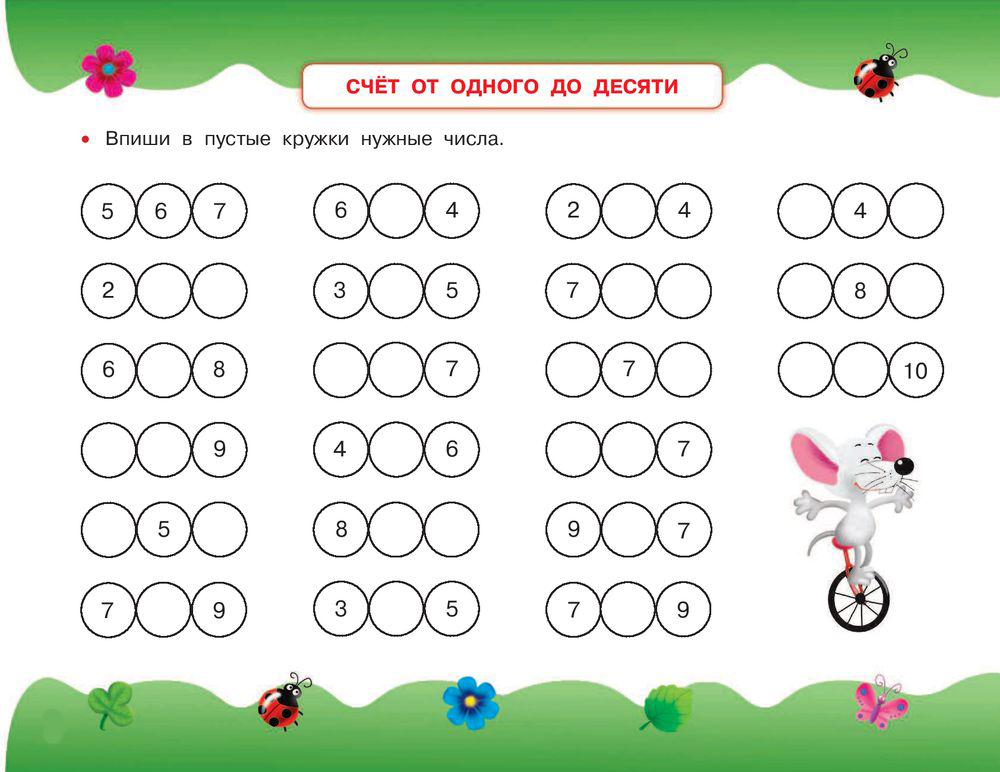 СЧЁТ ОТ ОДНОГО ДО ДЕСЯТИ
• Впиши в пустые кружки нужные числа.
5 6 7 6 4 2 4 4
2 3 5 7 8
6 8 7 7 10
9 4 6 7
5 8 9 7
7 9 3 5 7 9